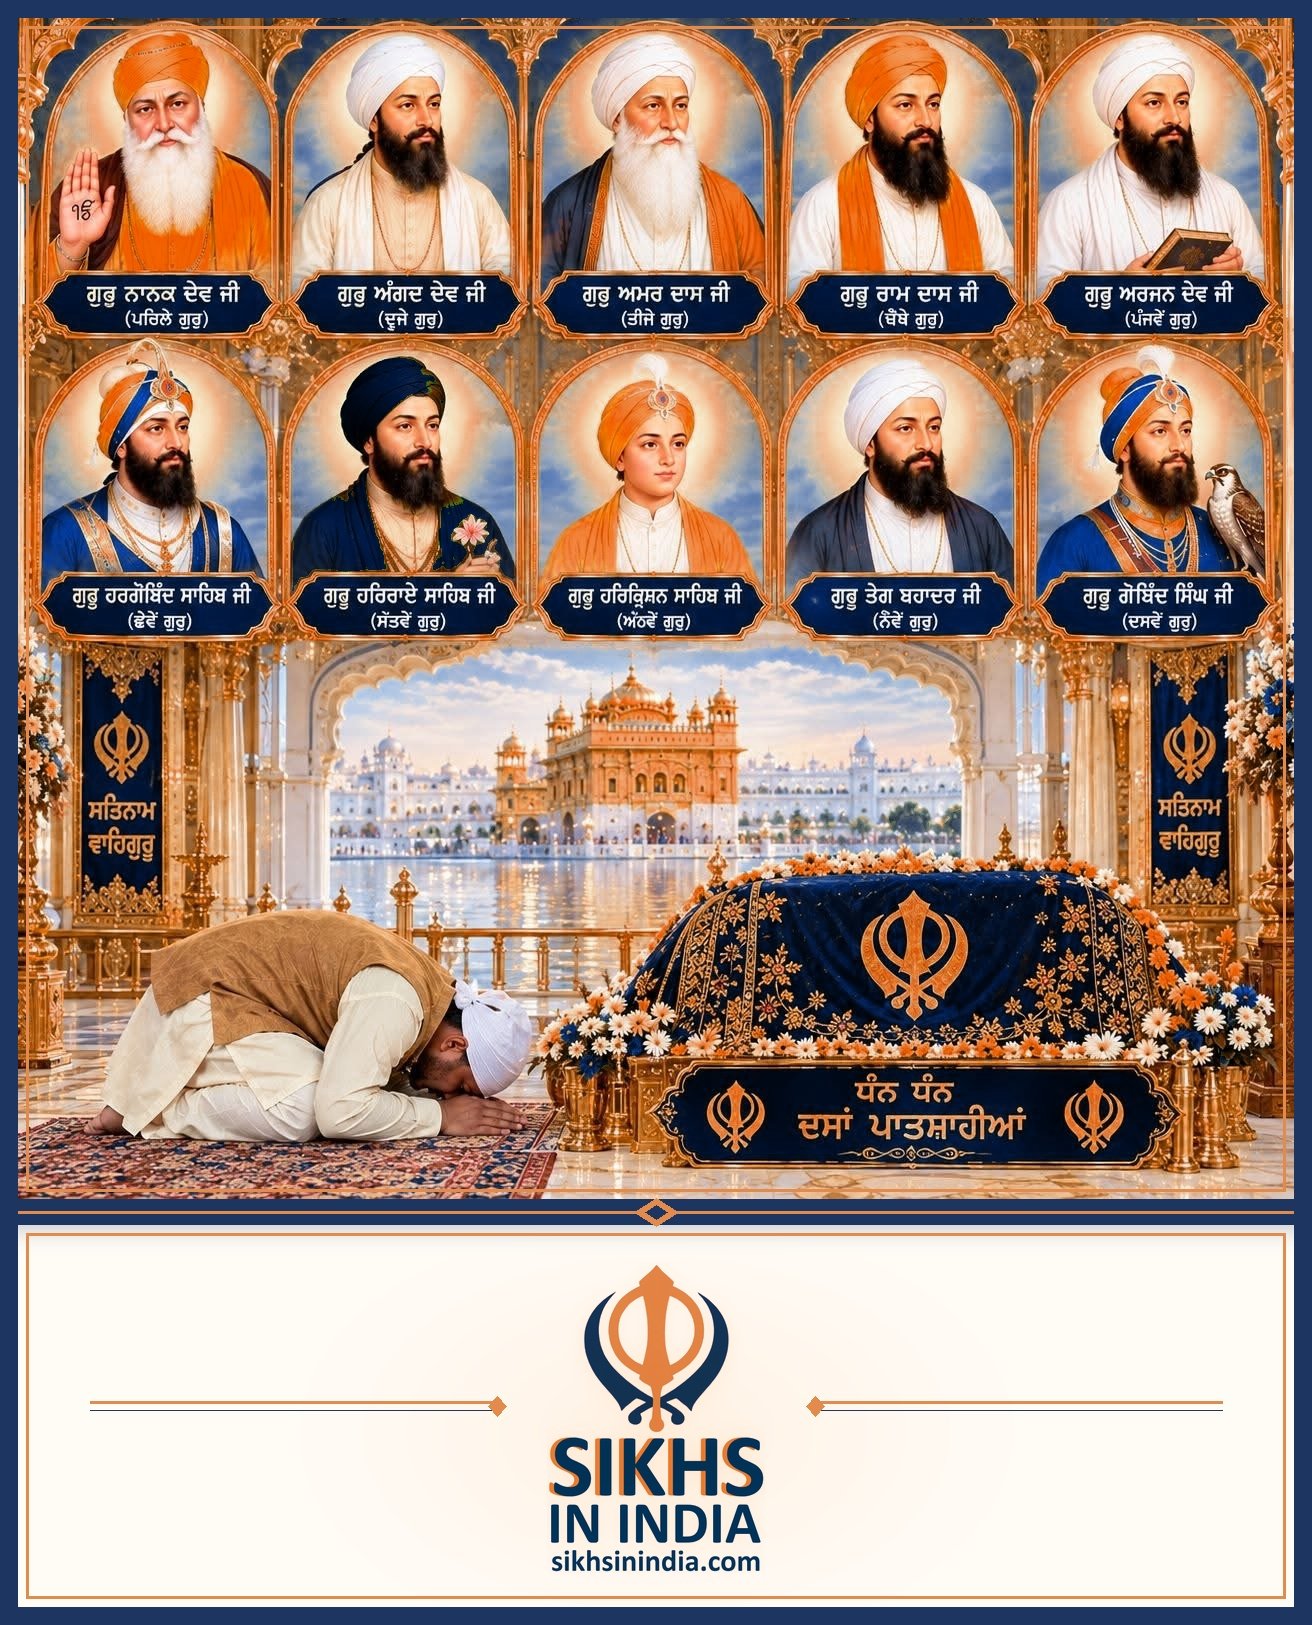 ੴ
ਗੁਰੂ ਨਾਨਕ ਦੇਵ ਜੀ
(ਪਹਿਲੇ ਗੁਰੁ)
ਗੁਰੂ ਅੰਗਦ ਦੇਵ ਜੀ
(ਦੂਜੇ ਗੁਰੁ)
ਗੁਰੂ ਅਮਰ ਦਾਸ ਜੀ
(ਤੀਜੇ ਗੁਰੁ)
ਗੁਰੂ ਰਾਮ ਦਾਸ ਜੀ
(ਚੌਥੇ ਗੁਰੁ)
ਗੁਰੂ ਅਰਜਨ ਦੇਵ ਜੀ
(ਪੰਜਵੇਂ ਗੁਰੁ)
ਗੁਰੂ ਹਰਗੋਬਿੰਦ ਸਾਹਿਬ ਜੀ
(ਛੇਵੇਂ ਗੁਰੁ)
ਗੁਰੂ ਹਰਿਰਾਏ ਸਾਹਿਬ ਜੀ
(ਸੱਤਵੇਂ ਗੁਰੁ)
ਗੁਰੂ ਹਰਿਕ੍ਰਿਸ਼ਨ ਸਾਹਿਬ ਜੀ
(ਅੱਠਵੇਂ ਗੁਰੁ)
ਗੁਰੂ ਤੇਗ ਬਹਾਦਰ ਜੀ
(ਨੌਵੇਂ ਗੁਰੁ)
ਗੁਰੂ ਗੋਬਿੰਦ ਸਿੰਘ ਜੀ
(ਦਸਵੇਂ ਗੁਰੁ)
ਸਤਿਨਾਮ
ਵਾਹਿਗੁਰੂ
ਸਤਿਨਾਮ
ਵਾਹਿਗੁਰੂ
ਧੰਨ ਧੰਨ
ਦਸਾਂ ਪਾਤਸ਼ਾਹੀਆਂ
SIKHS
IN INDIA
sikhsinindia.com